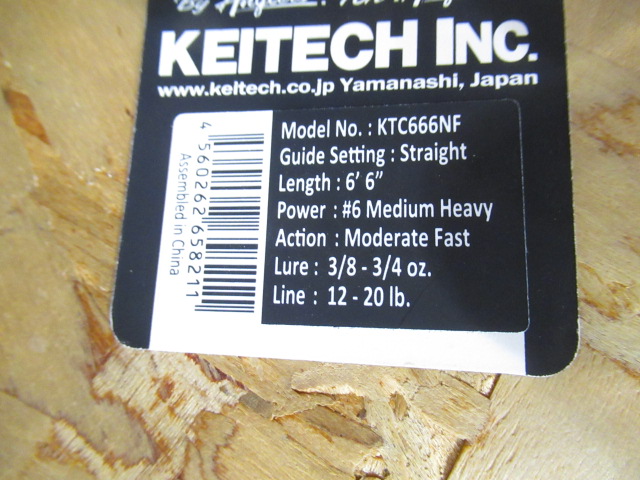 By Anglers
KEITECH INC.
www.keitech.co.jp Yamanashi, Japan
Model No. : KTC666NF
Guide Setting : Straight
Length : 6' 6"
Power : #6 Medium Heavy
Action : Moderate Fast
Lure : 3/8 - 3/4 oz.
Line : 12 - 20 lb.
4 560262 658211
Assembled in China